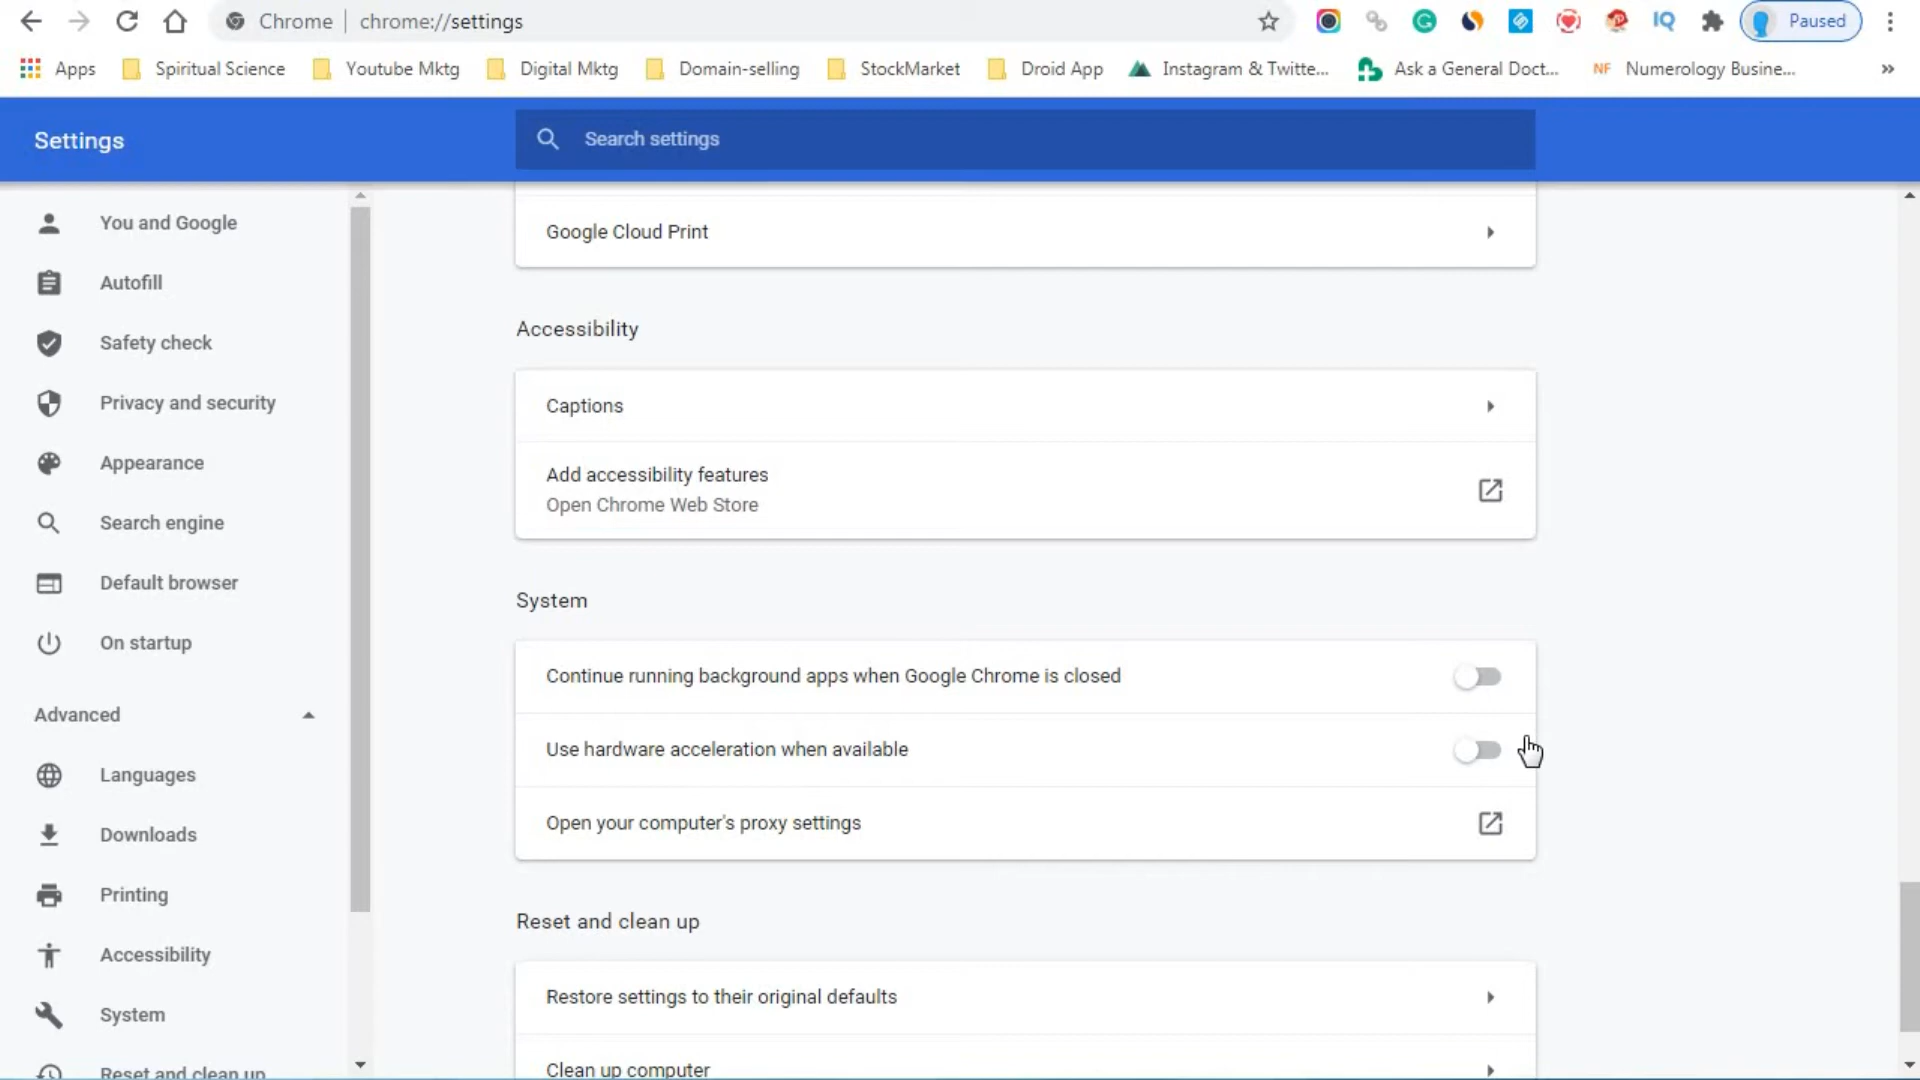 Chrome | chrome://settings
Paused
Apps
Spiritual Science
Youtube Mktg
Digital Mktg
Domain-selling
StockMarket
Droid App
Instagram & Twitte...
Ask a General Doct...
NF Numerology Busine...
»
Settings
Search settings
You and Google
Autofill
Safety check
Privacy and security
Appearance
Search engine
Default browser
On startup
Advanced
Languages
Downloads
Printing
Accessibility
System
Reset and clean up
Google Cloud Print
Accessibility
Captions
Add accessibility features
Open Chrome Web Store
System
Continue running background apps when Google Chrome is closed
Use hardware acceleration when available
Open your computer's proxy settings
Reset and clean up
Restore settings to their original defaults
Clean up computer